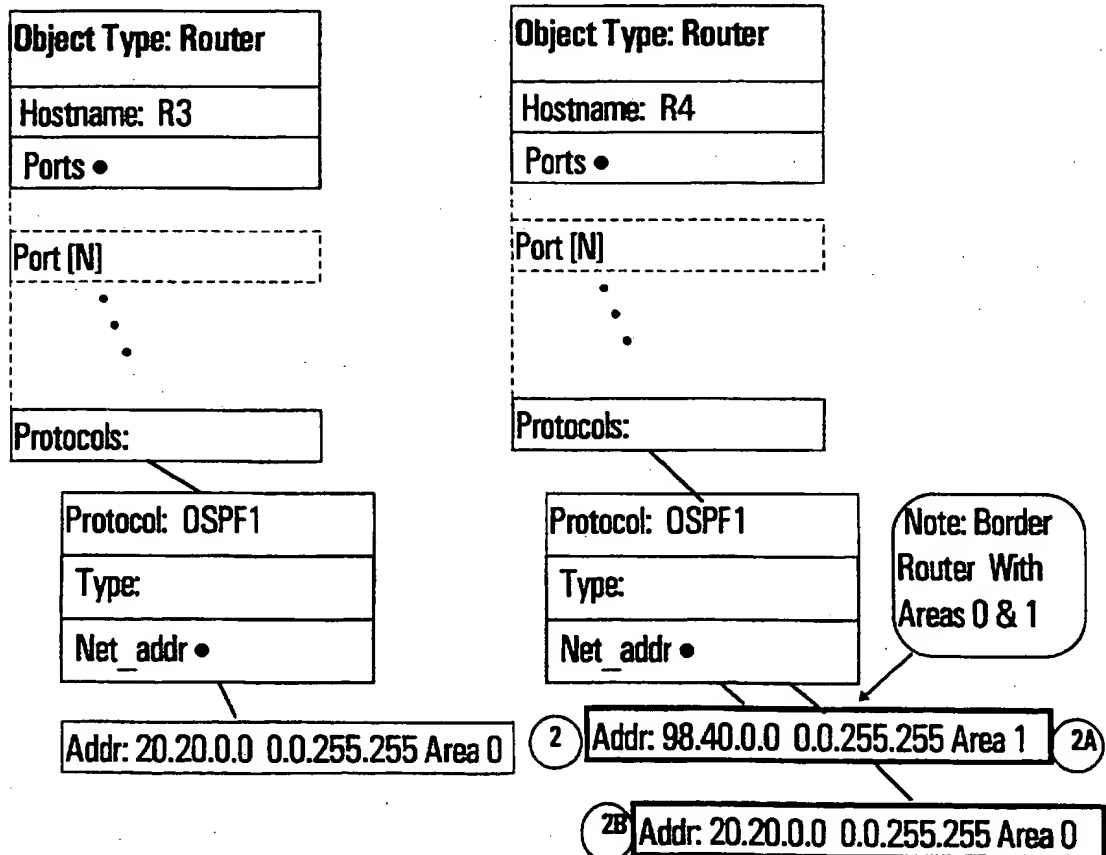 Object Type: Router
Hostname: R3
Ports •
Port [N]
Protocols:
Protocol: OSPF1
Type:
Net_addr •
Addr: 20.20.0.0 0.0.255.255 Area 0
Object Type: Router
Hostname: R4
Ports •
Port [N]
Protocols:
Protocol: OSPF1
Type:
Net_addr •
Note: Border
Router With
Areas 0 & 1
2
Addr: 98.40.0.0 0.0.255.255 Area 1
2A
2B
Addr: 20.20.0.0 0.0.255.255 Area 0